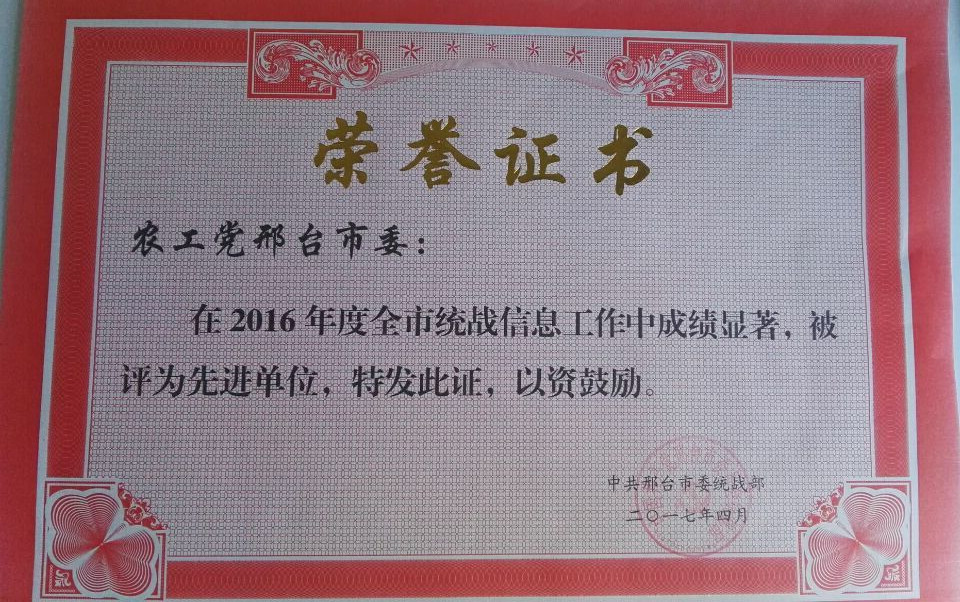 荣誉证书
农工党邢台市委：
在2016年度全市统战信息工作中成绩显著，被
评为先进单位，特发此证，以资鼓励。
中共邢台市委统战部
二〇一七年四月